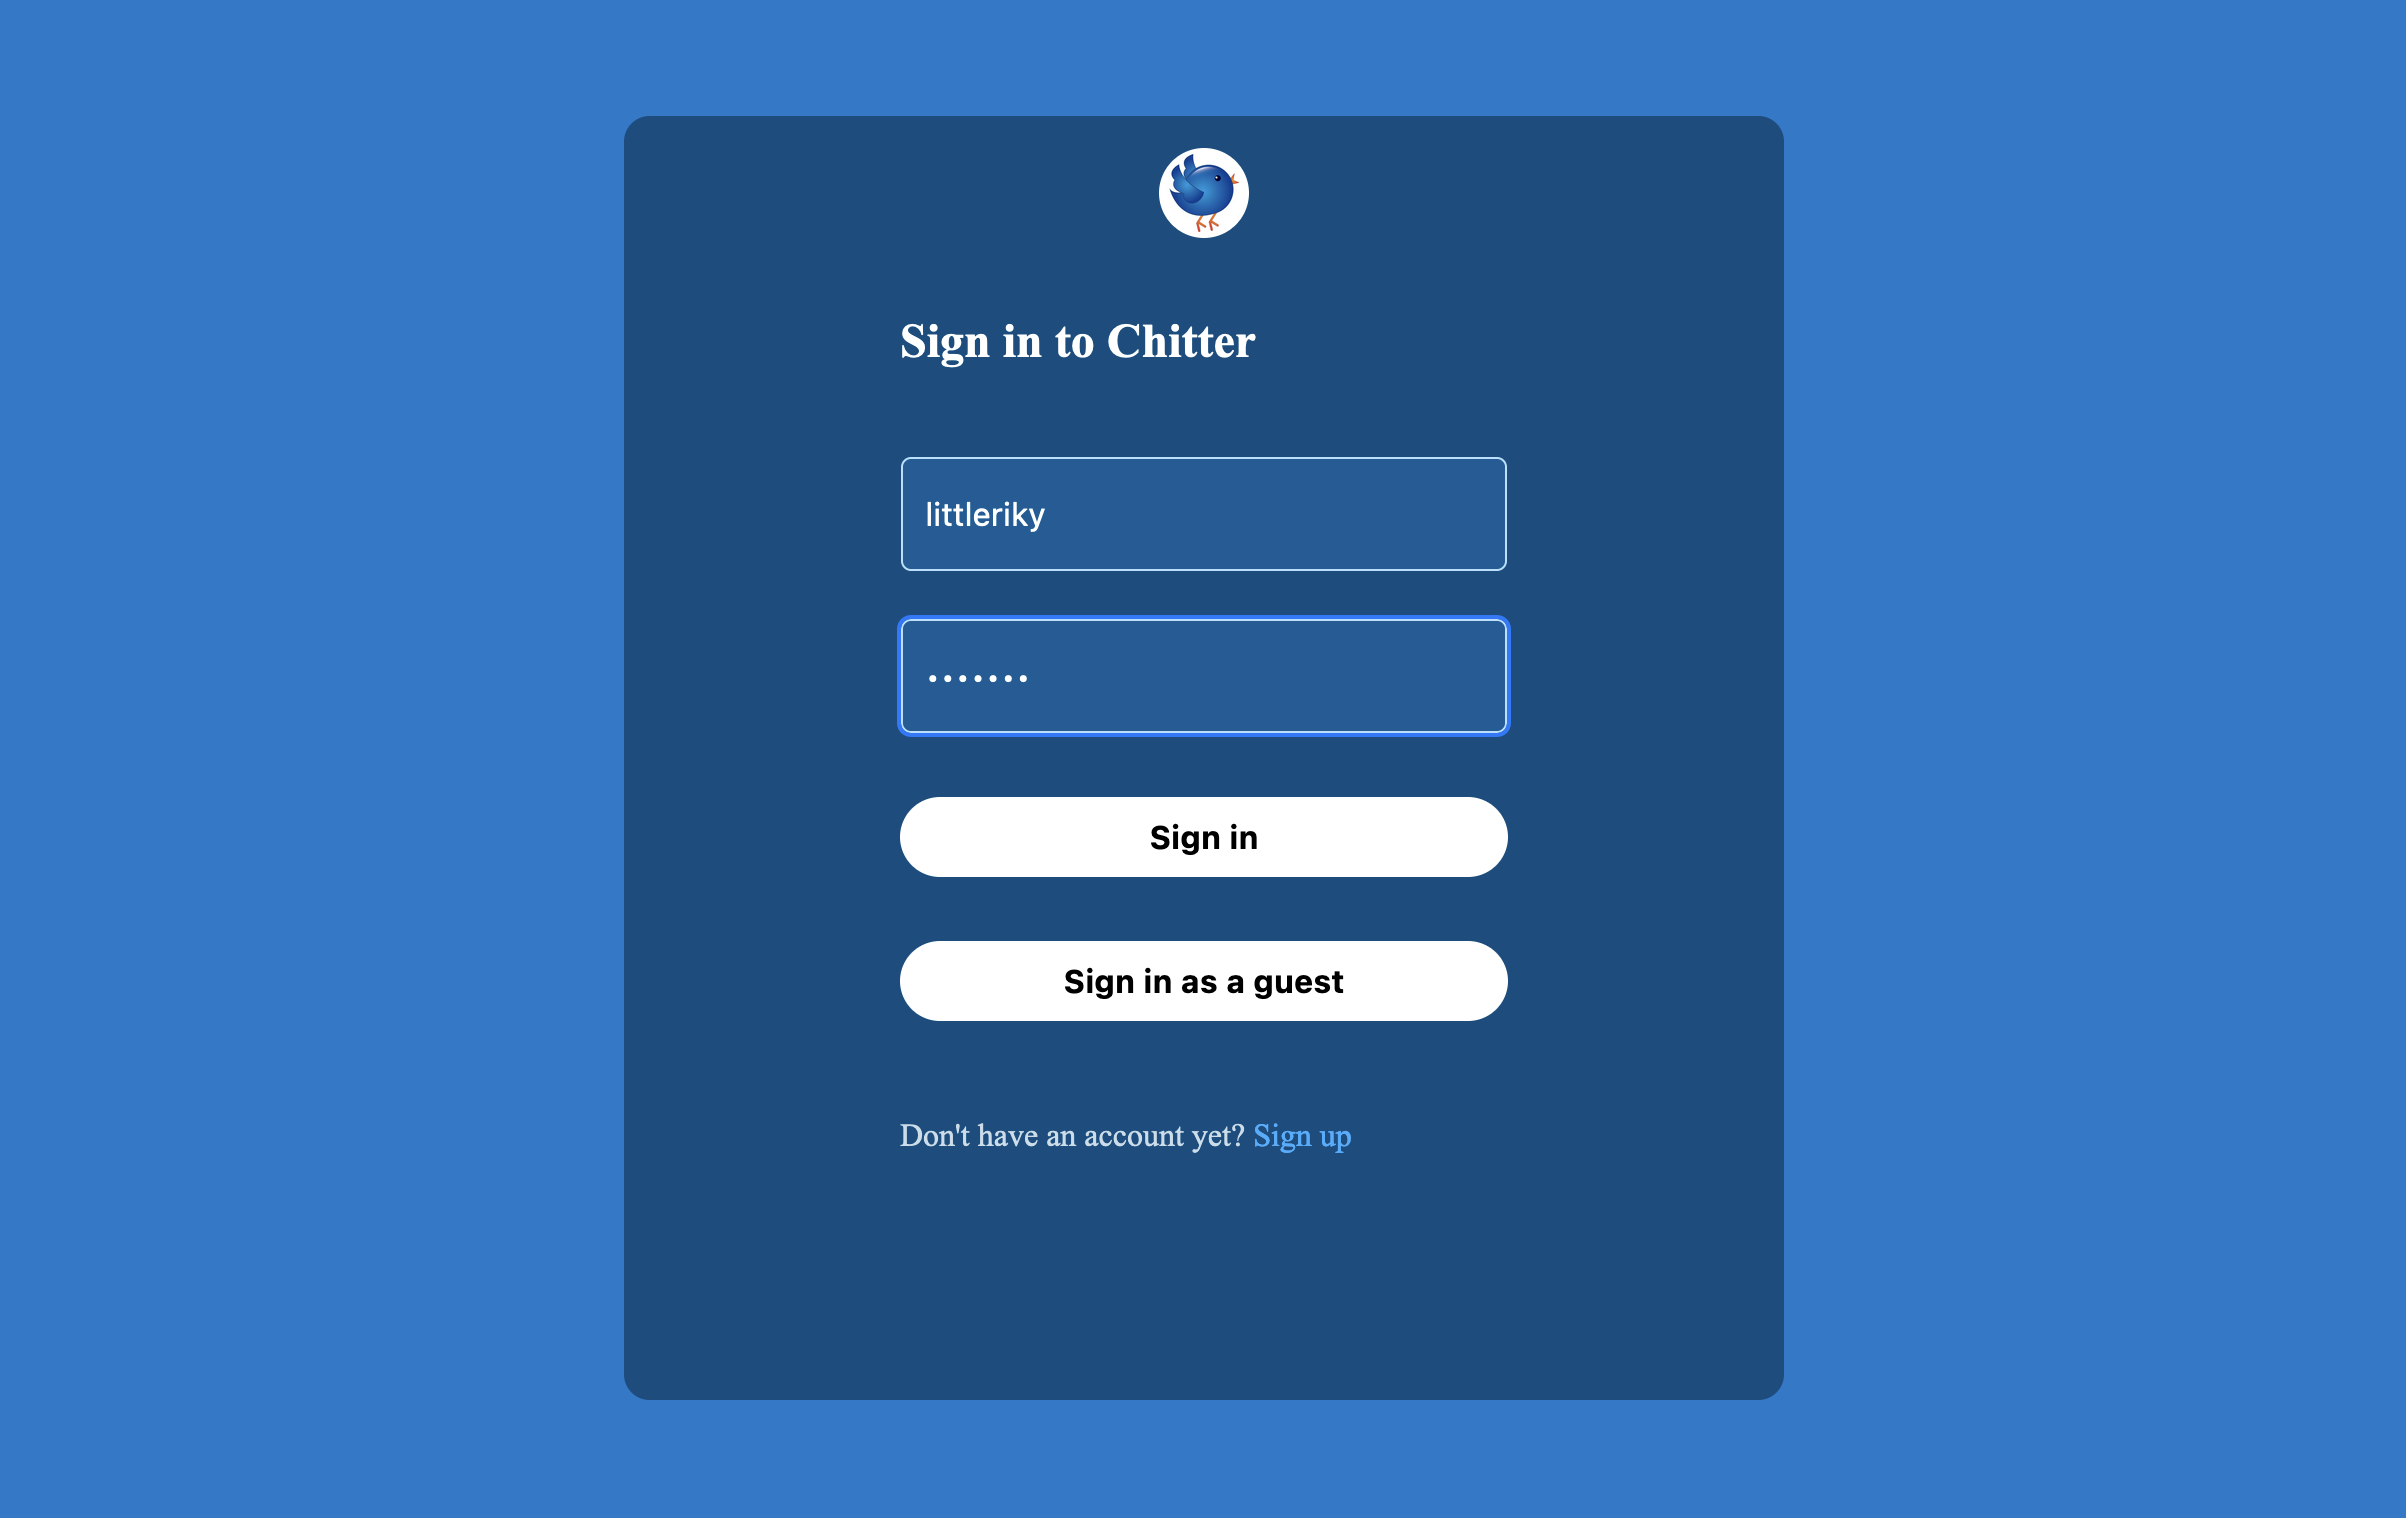 Sign in to Chitter
littleriky
•••••••
Sign in
Sign in as a guest
Don't have an account yet? Sign up